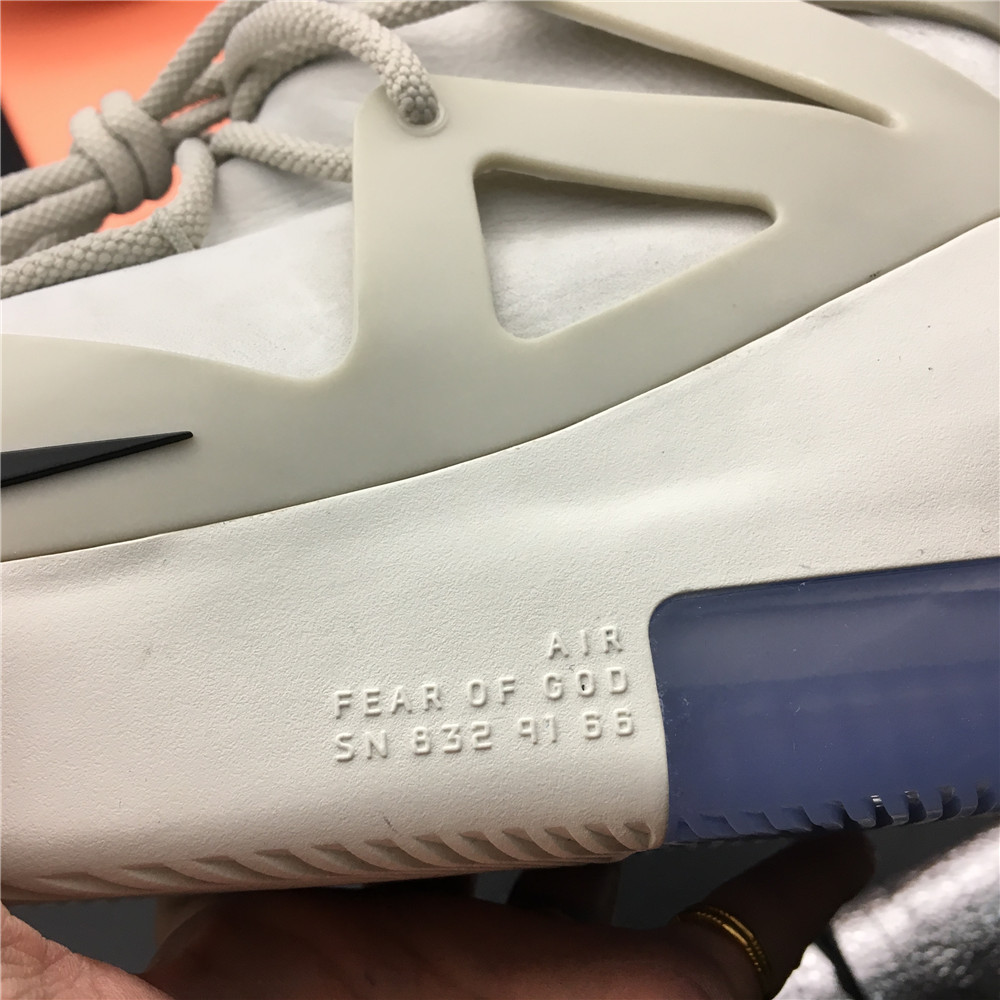 AIR
FEAR OF GOD
SN 832 91 66